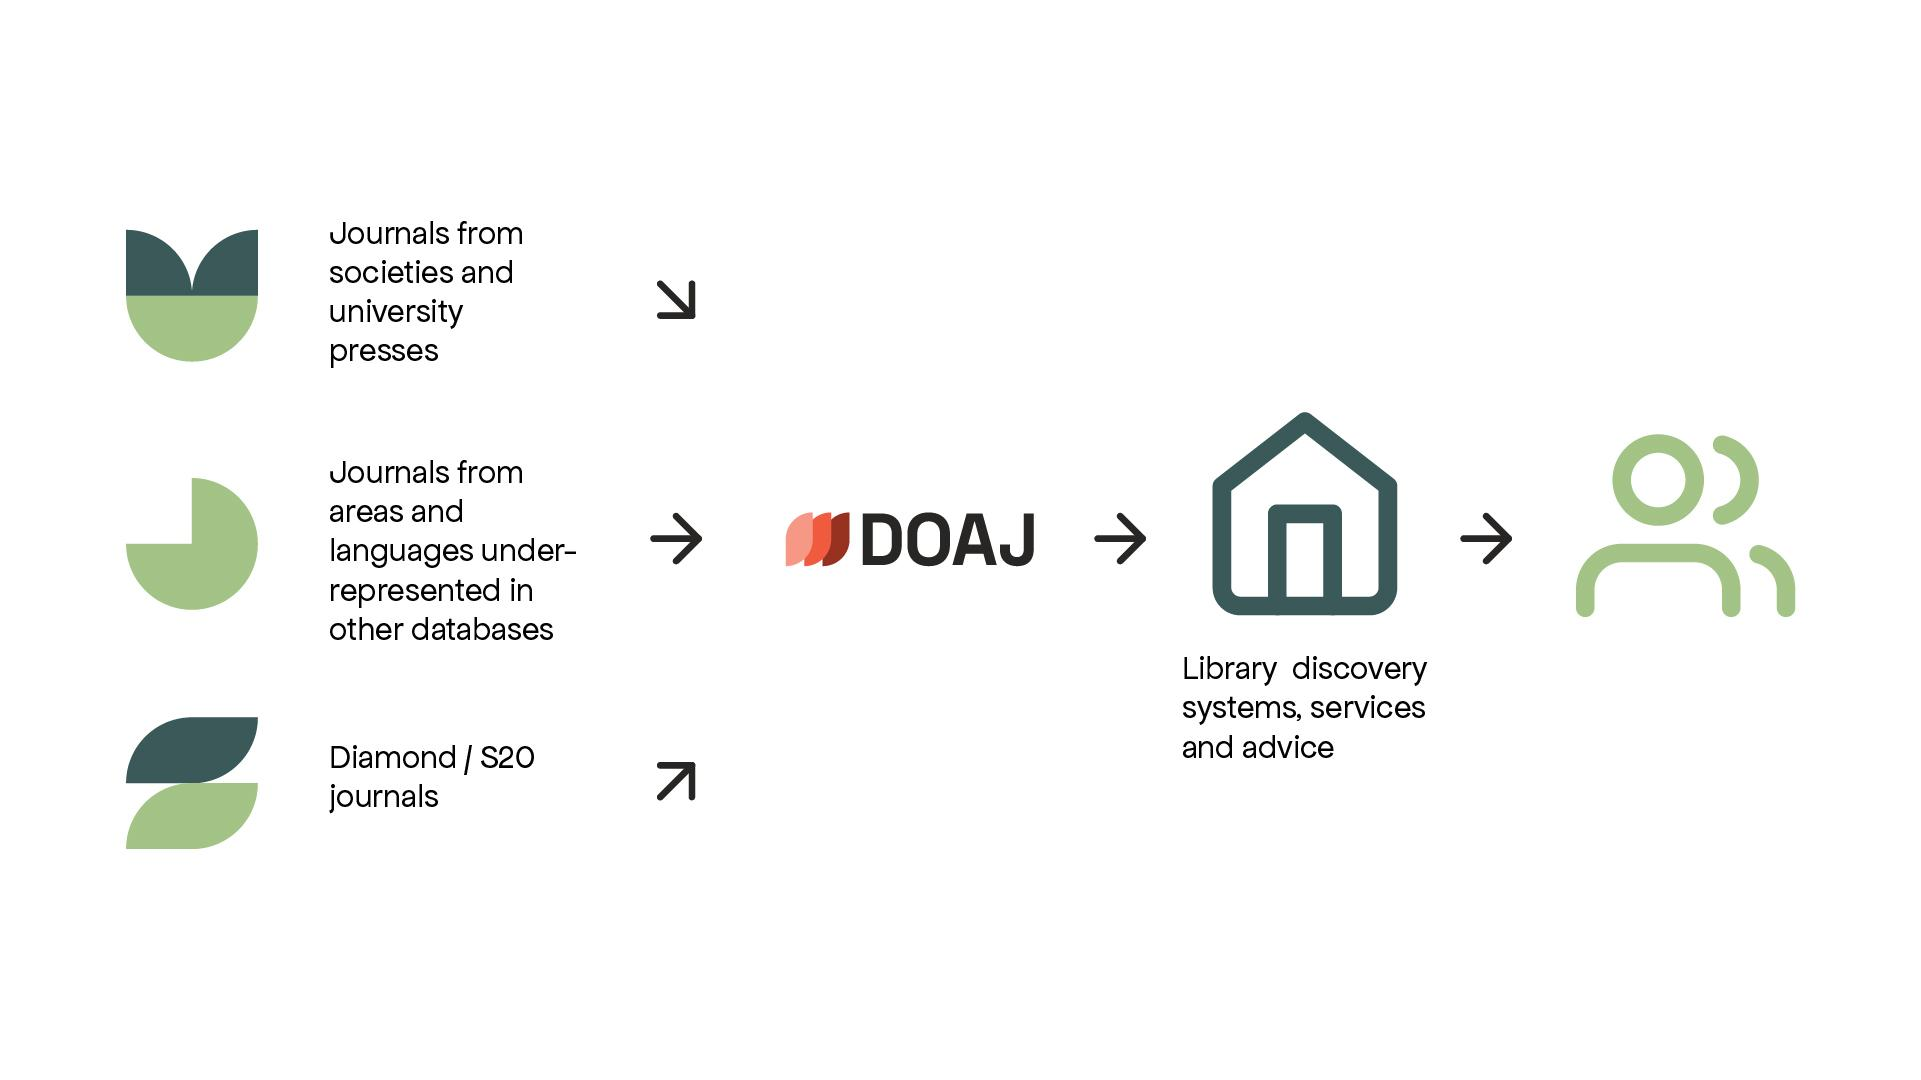 Journals from
societies and
university
presses
Journals from
areas and
languages under-
represented in
other databases
Diamond / S20
journals
DOAJ
Library  discovery
systems, services
and advice